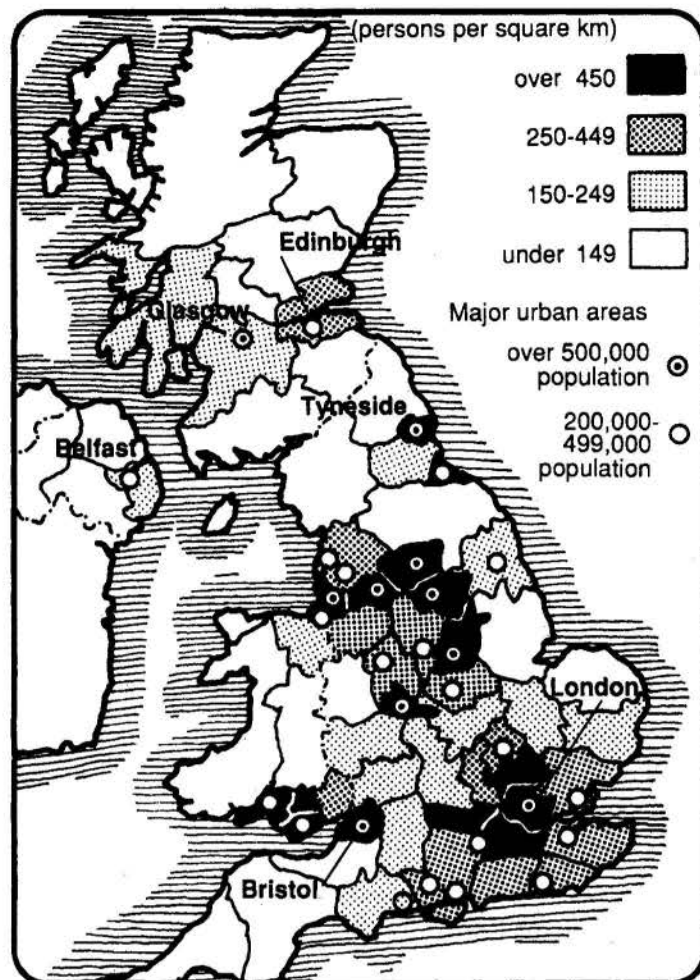 (persons per square km)
over 450
250-449
150-249
under 149
Major urban areas
over 500,000
population
200,000-
499,000
population
Edinburgh
Glasgow
Tyneside
Belfast
London
Bristol